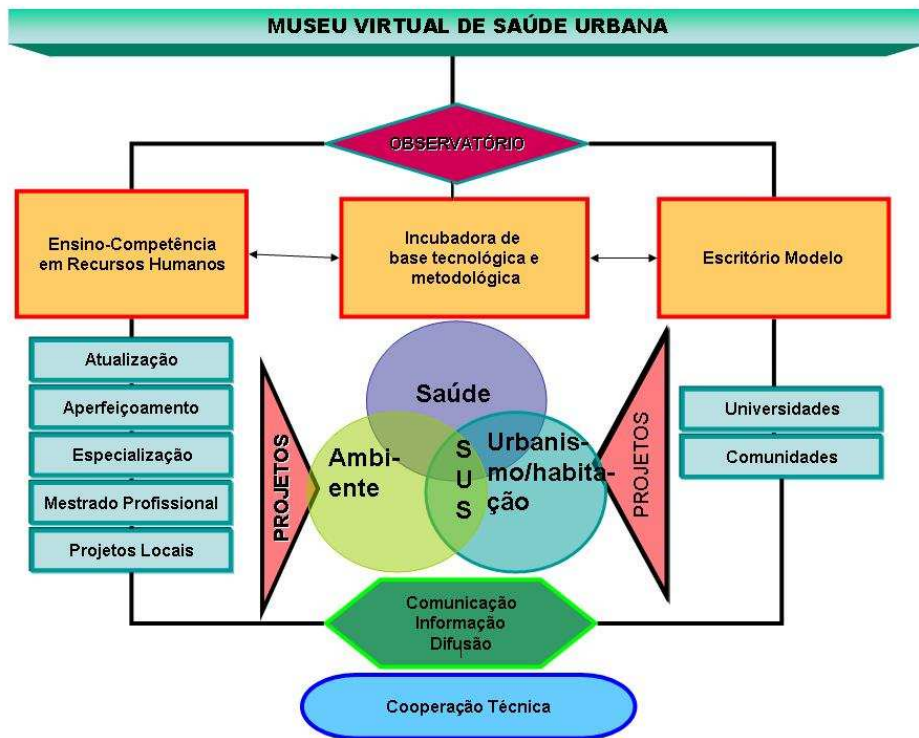 MUSEU VIRTUAL DE SAÚDE URBANA
OBSERVATÓRIO
Ensino-Competência
em Recursos Humanos
Incubadora de
base tecnológica e
metodológica
Escritório Modelo
Atualização
Aperfeiçoamento
Especialização
Mestrado Profissional
Projetos Locais
PROJETOS
Saúde
Ambi-
ente
S
U
S
Urbanis-
mo/habita-
ção
PROJETOS
Universidades
Comunidades
Comunicação
Informação
Difusão
Cooperação Técnica